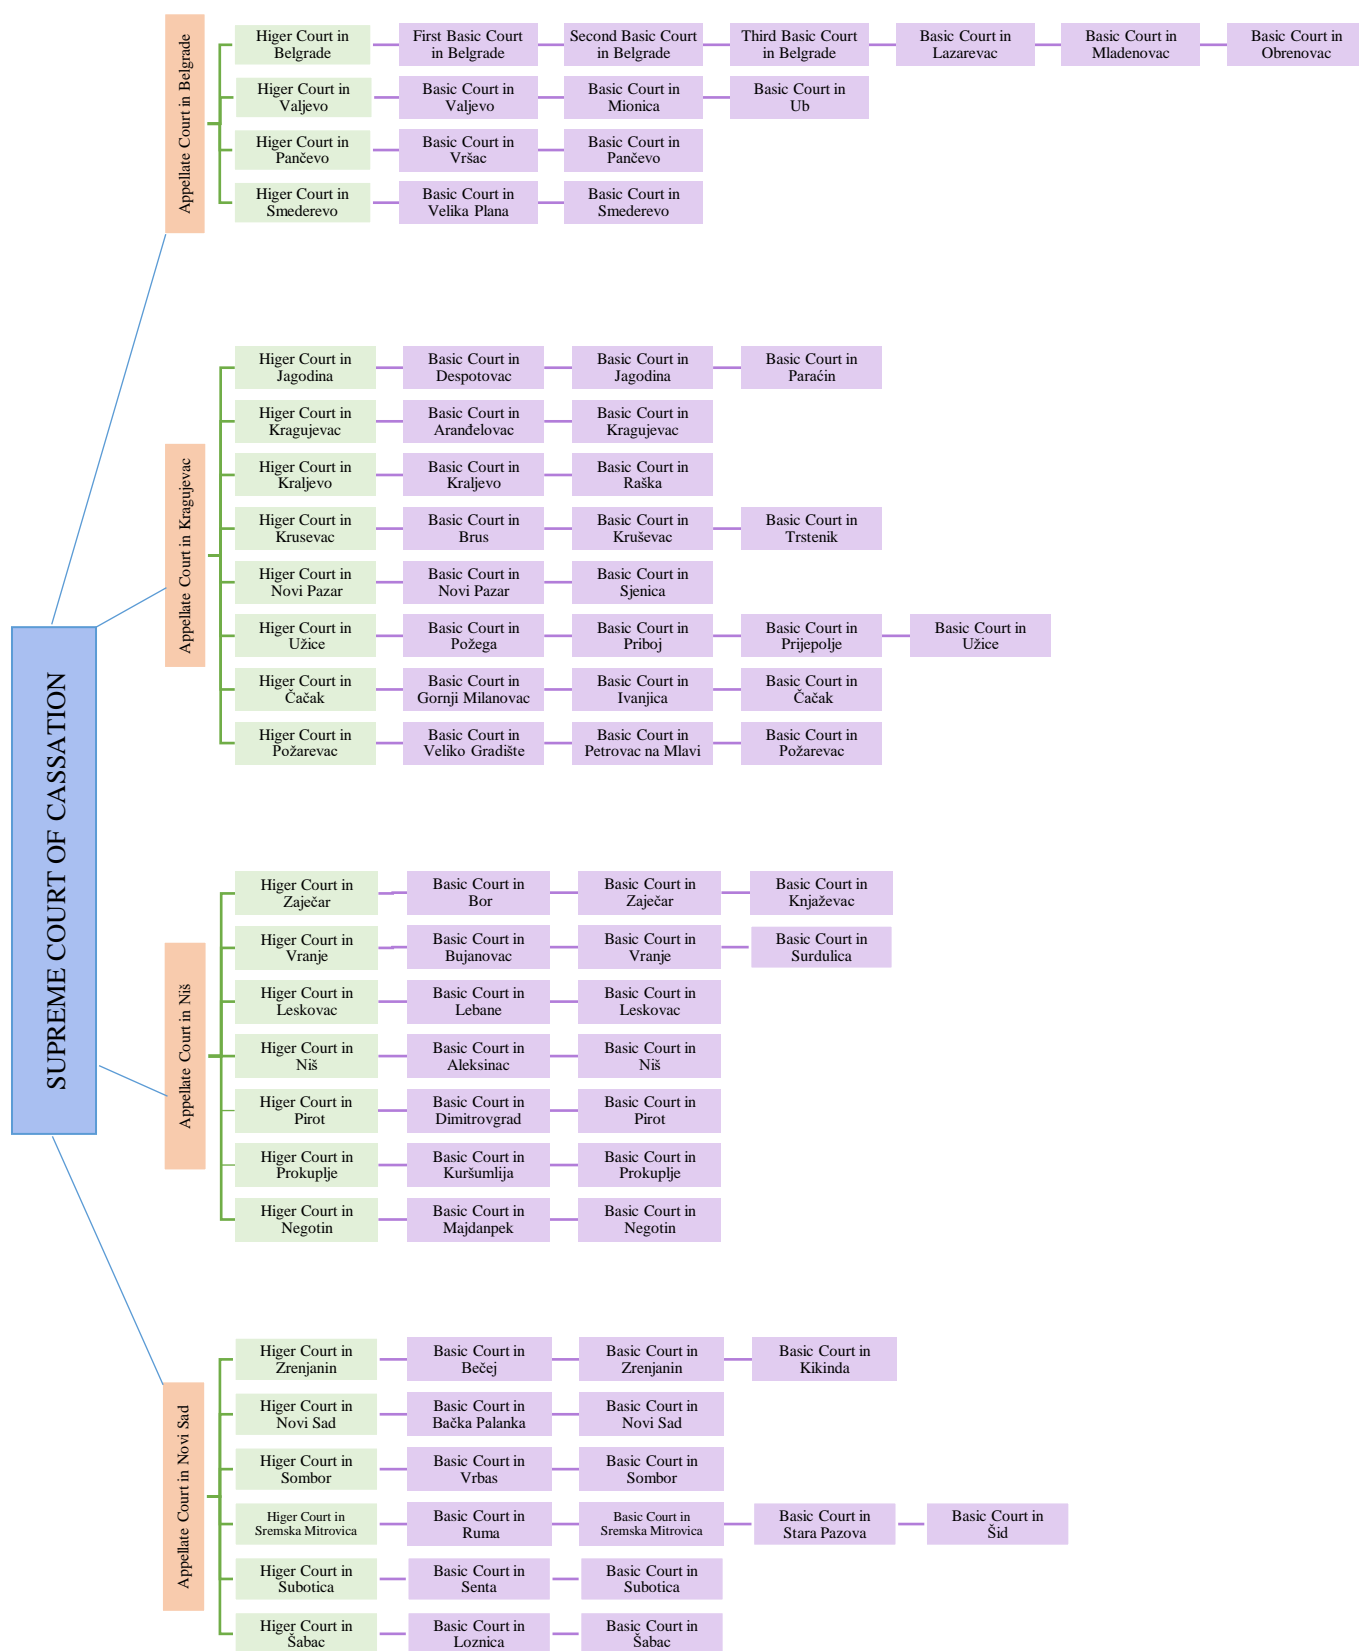 SUPREME COURT OF CASSATION
Appellate Court in Belgrade
Higer Court in
Belgrade
First Basic Court
in Belgrade
Second Basic Court
in Belgrade
Third Basic Court
in Belgrade
Basic Court in
Lazarevac
Basic Court in
Mladenovac
Basic Court in
Obrenovac
Higer Court in
Valjevo
Basic Court in
Valjevo
Basic Court in
Mionica
Basic Court in
Ub
Higer Court in
Pančevo
Basic Court in
Vršac
Basic Court in
Pančevo
Higer Court in
Smederevo
Basic Court in
Velika Plana
Basic Court in
Smederevo
Appellate Court in Kragujevac
Higer Court in
Jagodina
Basic Court in
Despotovac
Basic Court in
Jagodina
Basic Court in
Paraćin
Higer Court in
Kragujevac
Basic Court in
Aranđelovac
Basic Court in
Kragujevac
Higer Court in
Kraljevo
Basic Court in
Kraljevo
Basic Court in
Raška
Higer Court in
Krusevac
Basic Court in
Brus
Basic Court in
Kruševac
Basic Court in
Trstenik
Higer Court in
Novi Pazar
Basic Court in
Novi Pazar
Basic Court in
Sjenica
Higer Court in
Užice
Basic Court in
Požega
Basic Court in
Priboj
Basic Court in
Prijepolje
Basic Court in
Užice
Higer Court in
Čačak
Basic Court in
Gornji Milanovac
Basic Court in
Ivanjica
Basic Court in
Čačak
Higer Court in
Požarevac
Basic Court in
Veliko Gradište
Basic Court in
Petrovac na Mlavi
Basic Court in
Požarevac
Appellate Court in Niš
Higer Court in
Zaječar
Basic Court in
Bor
Basic Court in
Zaječar
Basic Court in
Knjaževac
Higer Court in
Vranje
Basic Court in
Bujanovac
Basic Court in
Vranje
Basic Court in
Surdulica
Higer Court in
Leskovac
Basic Court in
Lebane
Basic Court in
Leskovac
Higer Court in
Niš
Basic Court in
Aleksinac
Basic Court in
Niš
Higer Court in
Pirot
Basic Court in
Dimitrovgrad
Basic Court in
Pirot
Higer Court in
Prokuplje
Basic Court in
Kuršumlija
Basic Court in
Prokuplje
Higer Court in
Negotin
Basic Court in
Majdanpek
Basic Court in
Negotin
Appellate Court in Novi Sad
Higer Court in
Zrenjanin
Basic Court in
Bečej
Basic Court in
Zrenjanin
Basic Court in
Kikinda
Higer Court in
Novi Sad
Basic Court in
Bačka Palanka
Basic Court in
Novi Sad
Higer Court in
Sombor
Basic Court in
Vrbas
Basic Court in
Sombor
Higer Court in
Sremska Mitrovica
Basic Court in
Ruma
Basic Court in
Sremska Mitrovica
Basic Court in
Stara Pazova
Basic Court in
Šid
Higer Court in
Subotica
Basic Court in
Senta
Basic Court in
Subotica
Higer Court in
Šabac
Basic Court in
Loznica
Basic Court in
Šabac